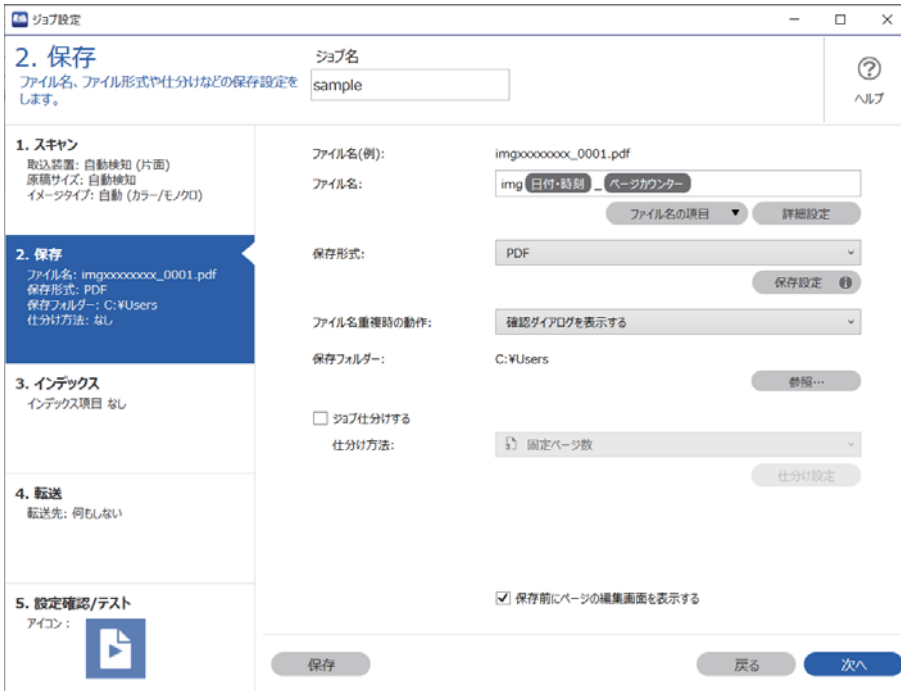 ジョブ設定
2. 保存
ファイル名、ファイル形式や仕分けなどの保存設定を
します。
ジョブ名
sample
ヘルプ
1. スキャン
取込装置: 自動検知 (片面)
原稿サイズ: 自動検知
イメージタイプ: 自動 (カラー/モノクロ)
2. 保存
ファイル名: imgxxxxxxxx_0001.pdf
保存形式: PDF
保存フォルダー: C:¥Users
仕分け方法: なし
3. インデックス
インデックス項目 なし
4. 転送
転送先: 何もしない
5. 設定確認/テスト
アイコン :
ファイル名(例): imgxxxxxxxx_0001.pdf
ファイル名: img 日付・時刻 _ ページカウンター
ファイル名の項目 詳細設定
保存形式: PDF
保存設定
ファイル名重複時の動作: 確認ダイアログを表示する
保存フォルダー: C:¥Users
参照…
ジョブ仕分けする
仕分け方法: 固定ページ数
仕分け設定
保存前にページの編集画面を表示する
保存 戻る 次へ